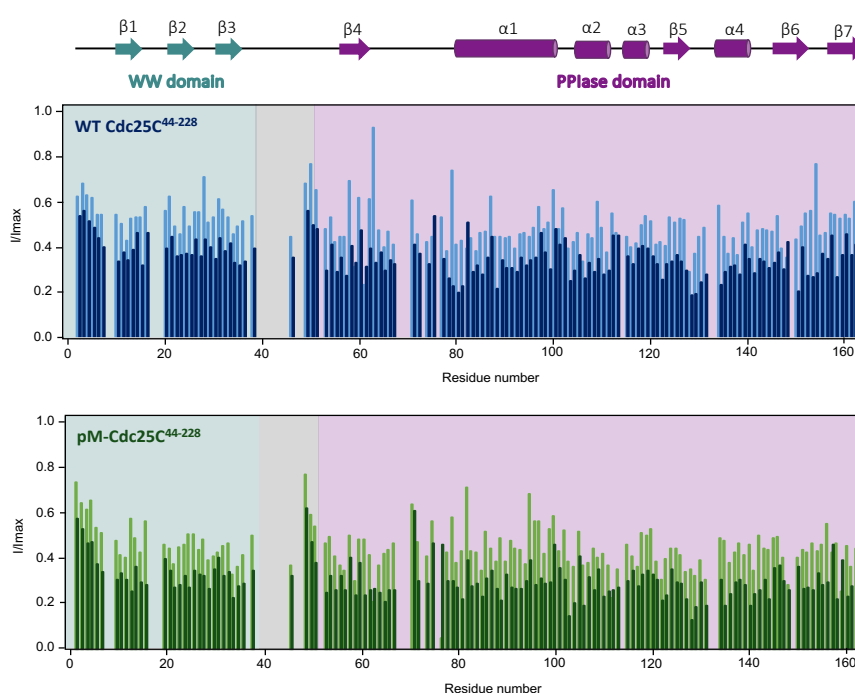 β1 β2 β3 β4 α1 α2 α3 β5 α4 β6 β7
WW domain PPIase domain
1.0
WT Cdc25C44-228
0.8
0.6
I/Imax
0.4
0.2
0.0
0 20 40 60 80 100 120 140 160
Residue number
1.0
pM-Cdc25C44-228
0.8
0.6
I/Imax
0.4
0.2
0.0
0 20 40 60 80 100 120 140 160
Residue number